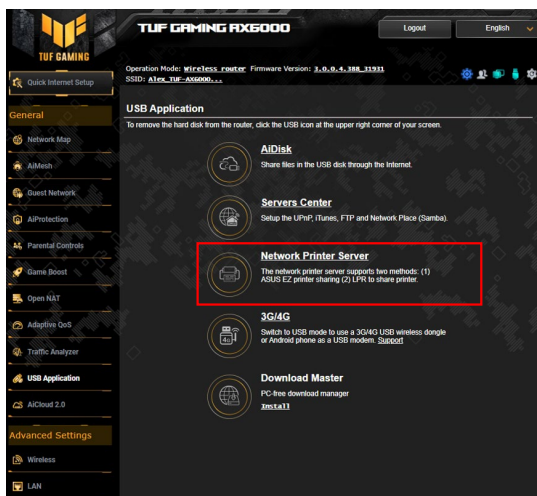 TUF GAMING AX6000
Logout
English
TUF GAMING
Operation Mode: Wireless router Firmware Version: 3.0.0.4.388_31931
SSID: Alex_TUF-AX6000...
Quick Internet Setup
General
Network Map
AiMesh
Guest Network
AiProtection
Parental Controls
Game Boost
Open NAT
Adaptive QoS
Traffic Analyzer
USB Application
AiCloud 2.0
Advanced Settings
Wireless
LAN
USB Application
To remove the hard disk from the router, click the USB icon at the upper right corner of your screen.
AiDisk
Share files in the USB disk through the Internet.
Servers Center
Setup the UPnP, iTunes, FTP and Network Place (Samba).
Network Printer Server
The network printer server supports two methods: (1)
ASUS EZ printer sharing (2) LPR to share printer.
3G/4G
4G
Switch to USB mode to use a 3G/4G USB wireless dongle
or Android phone as a USB modem. Support
Download Master
PC-free download manager
Install